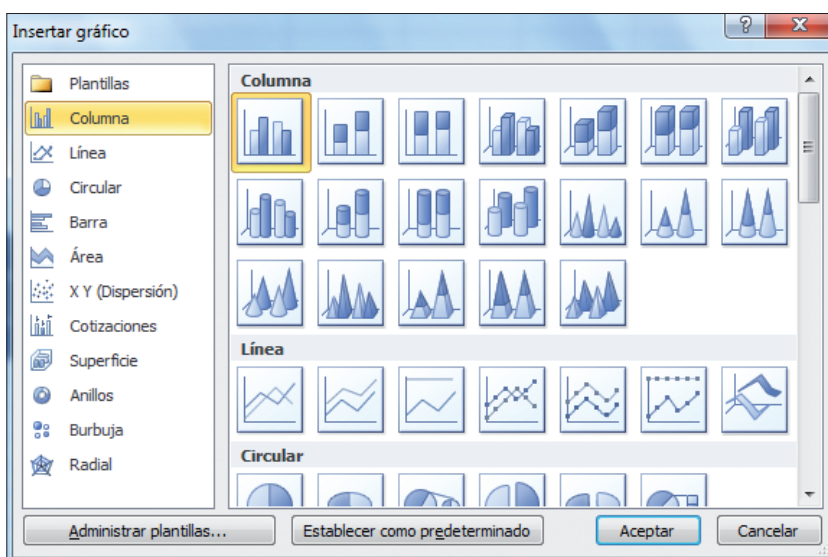 Insertar gráfico
Plantillas
Columna
Línea
Circular
Barra
Área
X Y (Dispersión)
Cotizaciones
Superficie
Anillos
Burbuja
Radial
Columna
Línea
Circular
Administrar plantillas...
Establecer como predeterminado
Aceptar
Cancelar